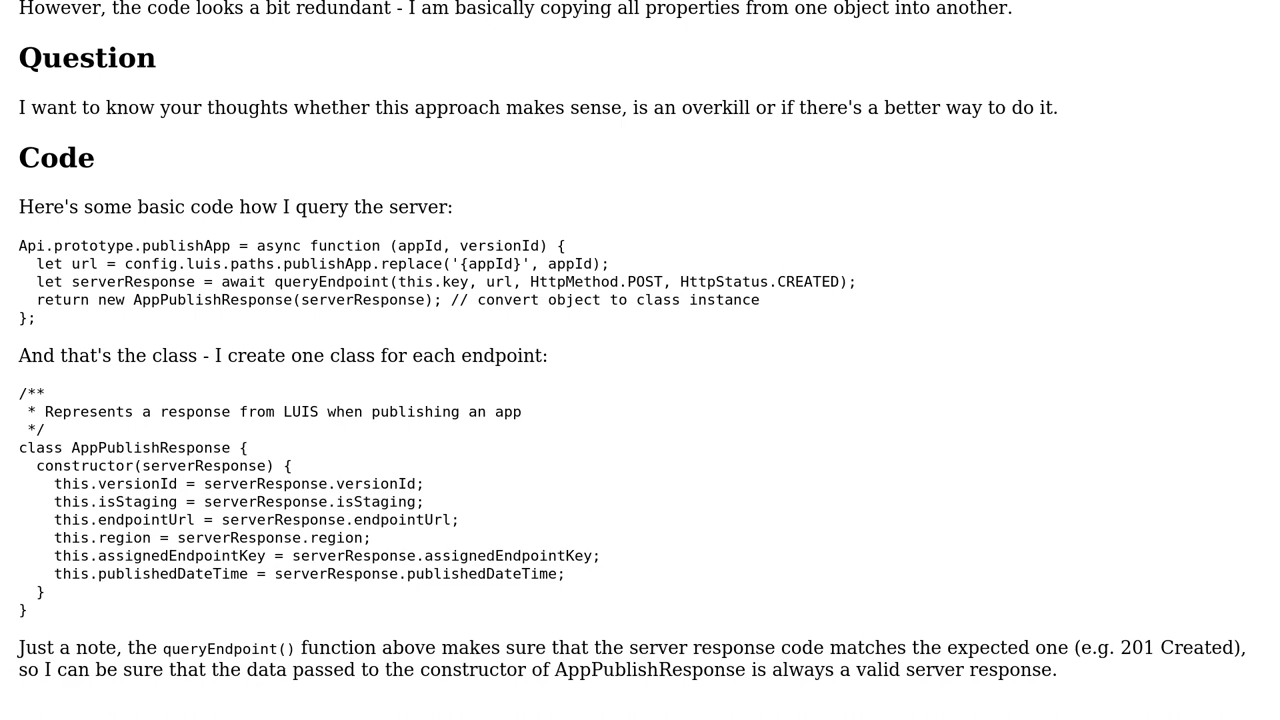 However, the code looks a bit redundant - I am basically copying all properties from one object into another.
Question
I want to know your thoughts whether this approach makes sense, is an overkill or if there's a better way to do it.
Code
Here's some basic code how I query the server:
Api.prototype.publishApp = async function (appId, versionId) {
  let url = config.luis.paths.publishApp.replace('{appId}', appId);
  let serverResponse = await queryEndpoint(this.key, url, HttpMethod.POST, HttpStatus.CREATED);
  return new AppPublishResponse(serverResponse); // convert object to class instance
};
And that's the class - I create one class for each endpoint:
/**
 * Represents a response from LUIS when publishing an app
 */
class AppPublishResponse {
  constructor(serverResponse) {
    this.versionId = serverResponse.versionId;
    this.isStaging = serverResponse.isStaging;
    this.endpointUrl = serverResponse.endpointUrl;
    this.region = serverResponse.region;
    this.assignedEndpointKey = serverResponse.assignedEndpointKey;
    this.publishedDateTime = serverResponse.publishedDateTime;
  }
}
Just a note, the queryEndpoint() function above makes sure that the server response code matches the expected one (e.g. 201 Created),
so I can be sure that the data passed to the constructor of AppPublishResponse is always a valid server response.